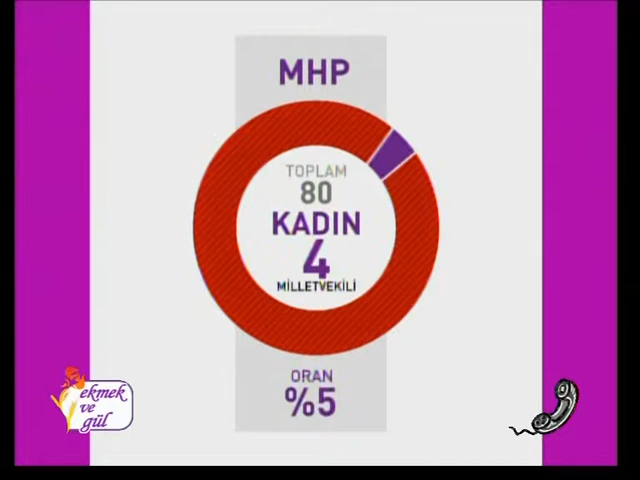 MHP
TOPLAM
80
KADIN
4
MİLLETVEKİLİ
ORAN
%5
ekmek
ve
gül